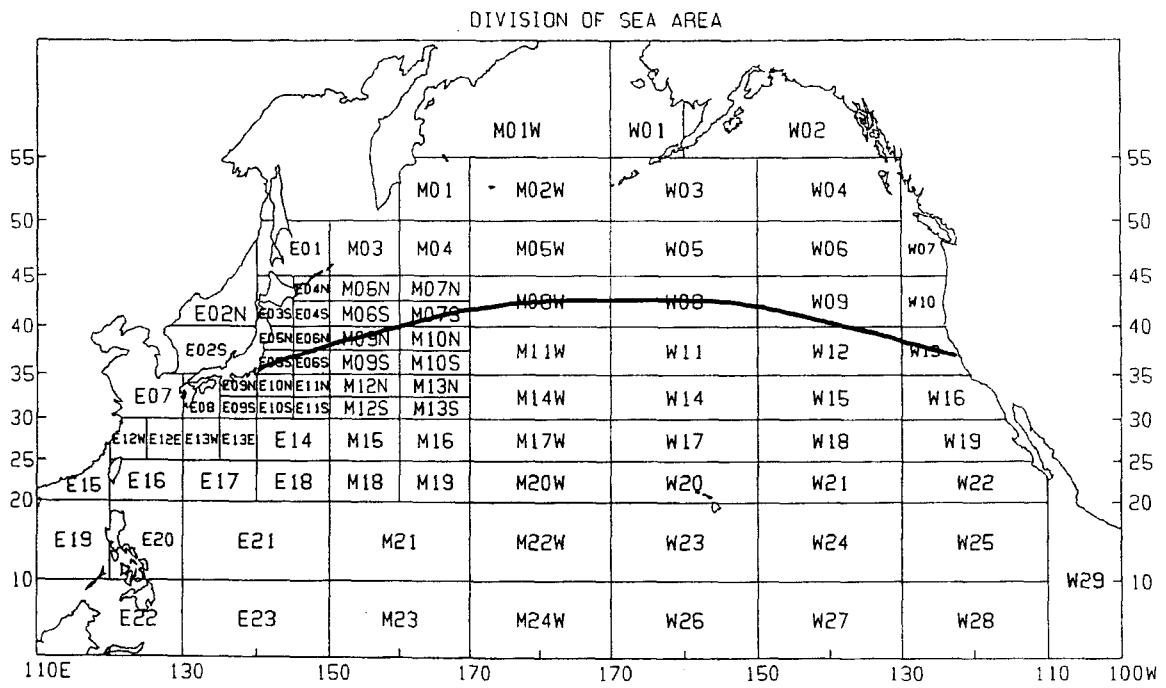 DIVISION OF SEA AREA
M01W W01 W02
55 55
M01 M02W W03 W04
50 50
E01 M03 M04 M05W W05 W06 W07
45 45
E04N M06N M07N
M08W W08 W09 W10
E02N E03S E04S M06S M07S
40 40
E05N E06N M09N M10N
E02S M11W W11 W12 W13
E05S E06S M09S M10S
35 35
E07 E09N E10N E11N M12N M13N
M14W W14 W15 W16
E08 E09S E10S E11S M12S M13S
30 30
E12W E12E E13W E13E E14 M15 M16 M17W W17 W18 W19
25 25
E15 E16 E17 E18 M18 M19 M20W W20 W21 W22
20 20
E19 E20 E21 M21 M22W W23 W24 W25
10 W29 10
E22 E23 M23 M24W W26 W27 W28
110E 130 150 170 170 150 130 110 100W